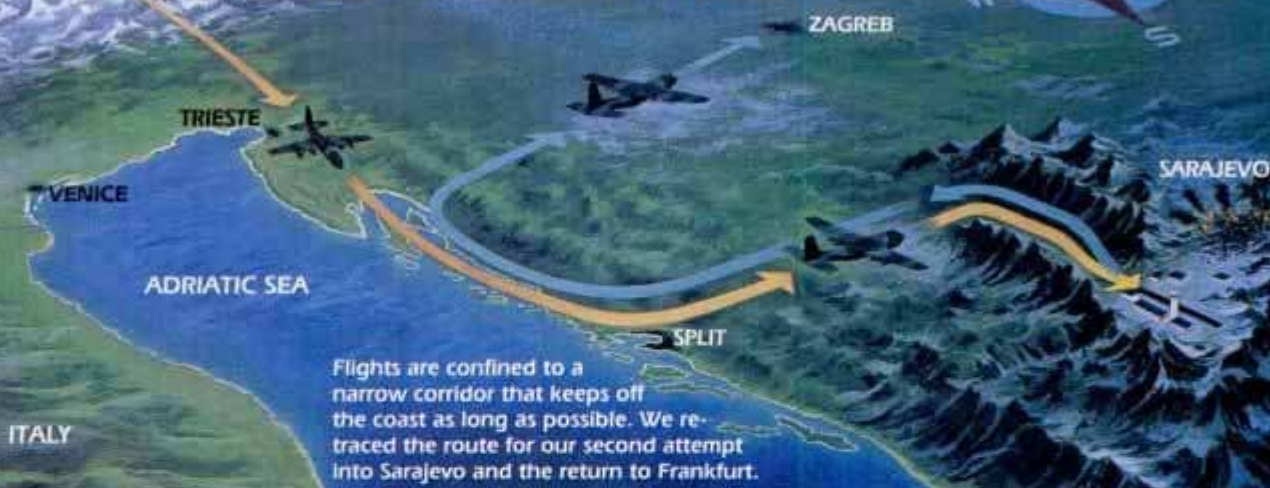 ZAGREB
S
TRIESTE
SARAJEVO
VENICE
ADRIATIC SEA
SPLIT
Flights are confined to a
narrow corridor that keeps off
the coast as long as possible. We re-
traced the route for our second attempt
into Sarajevo and the return to Frankfurt.
ITALY